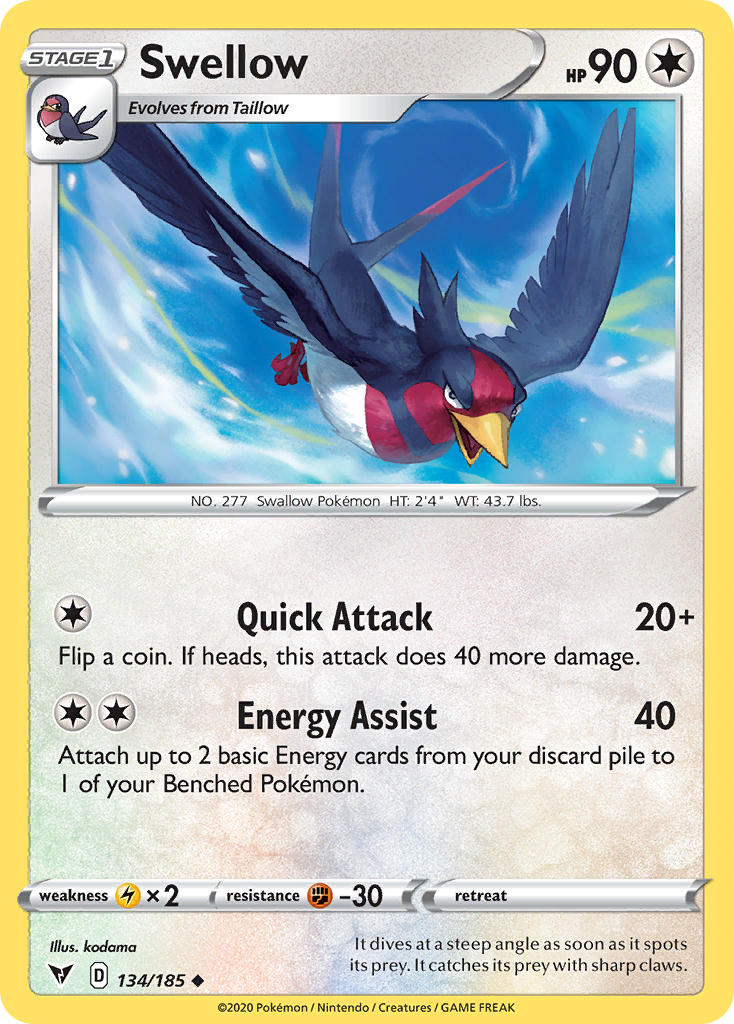 STAGE 1
Swellow
HP 90
Evolves from Taillow
NO. 277 Swallow Pokémon HT: 2'4" WT: 43.7 lbs.
Quick Attack 20+
Flip a coin. If heads, this attack does 40 more damage.
Energy Assist 40
Attach up to 2 basic Energy cards from your discard pile to
1 of your Benched Pokémon.
weakness ×2 resistance -30 retreat
Illus. kodama
It dives at a steep angle as soon as it spots
its prey. It catches its prey with sharp claws.
D 134/185
©2020 Pokémon / Nintendo / Creatures / GAME FREAK